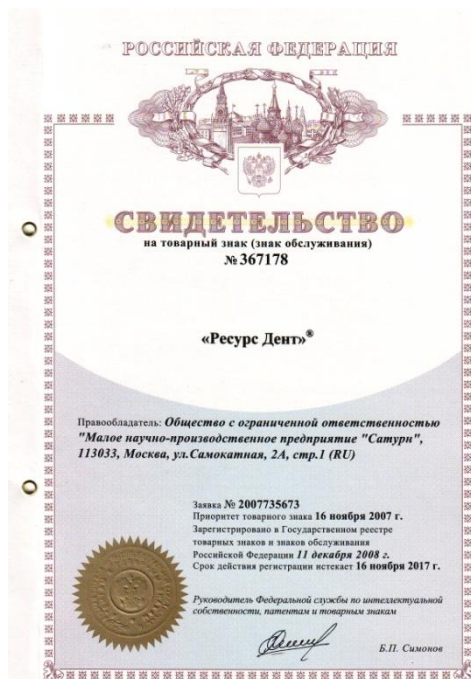 РОССИЙСКАЯ ФЕДЕРАЦИЯ
СВИДЕТЕЛЬСТВО
на товарный знак (знак обслуживания)
№ 367178
«Ресурс Дент»®
Правообладатель: Общество с ограниченной ответственностью
"Малое научно-производственное предприятие "Сатурн",
113033, Москва, ул.Самокатная, 2А, стр.1 (RU)
Заявка № 2007735673
Приоритет товарного знака 16 ноября 2007 г.
Зарегистрировано в Государственном реестре
товарных знаков и знаков обслуживания
Российской Федерации 11 декабря 2008 г.
Срок действия регистрации истекает 16 ноября 2017 г.
Руководитель Федеральной службы по интеллектуальной
собственности, патентам и товарным знакам
Б.П. Симонов